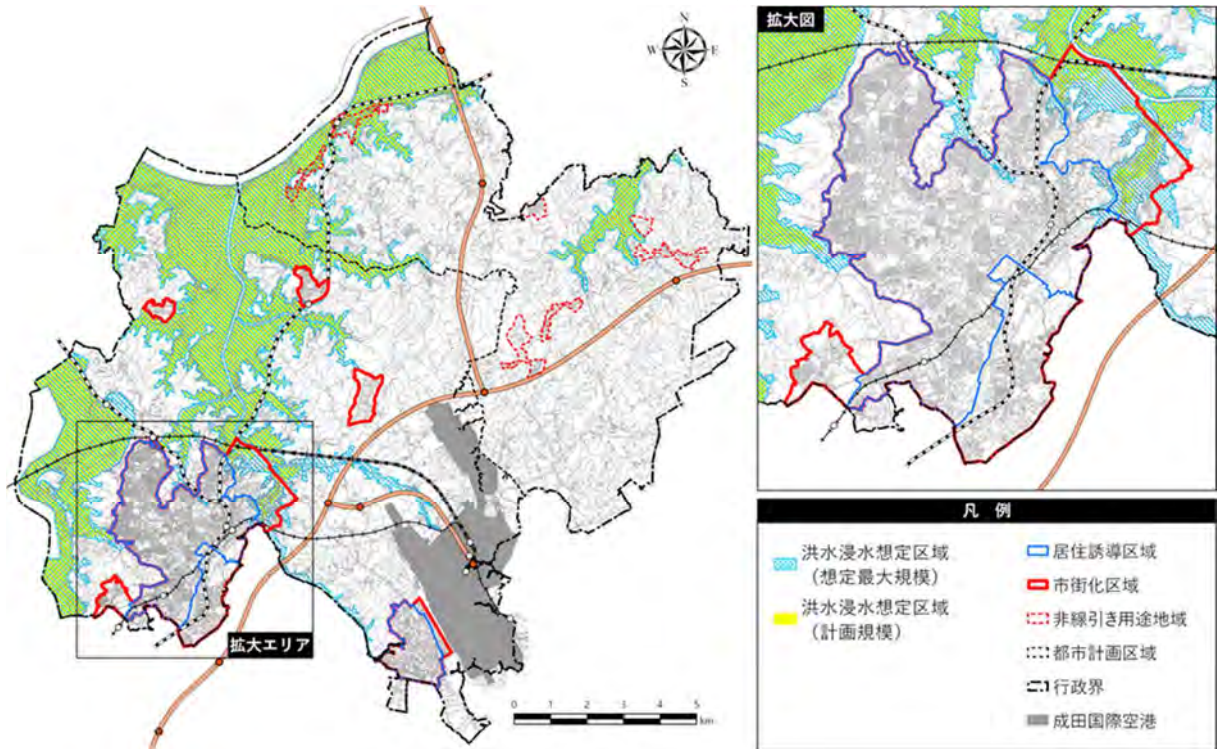 N
W
E
S
拡大エリア
0 1 2 3 4 5
km
拡大図
凡 例
洪水浸水想定区域
（想定最大規模）
洪水浸水想定区域
（計画規模）
居住誘導区域
市街化区域
非線引き用途地域
都市計画区域
行政界
成田国際空港